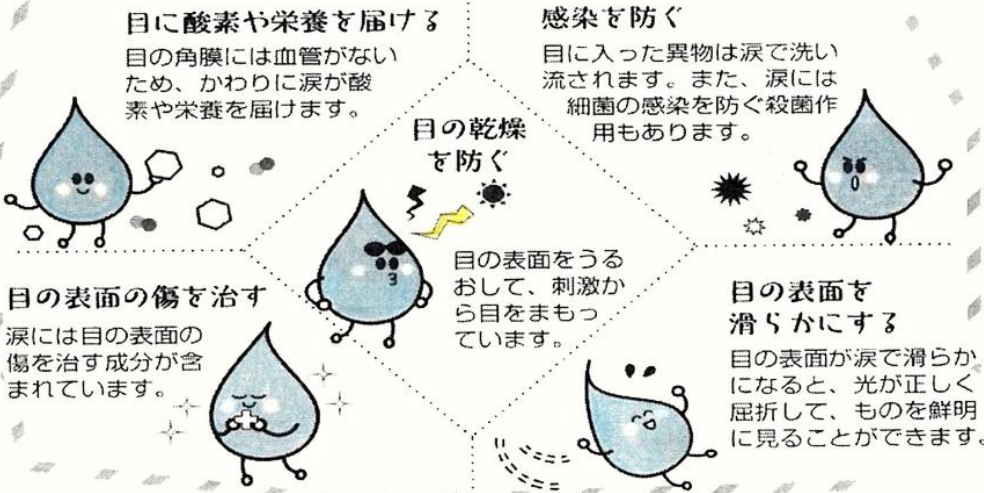 目に酸素や栄養を届ける
目の角膜には血管がない
ため、かわりに涙が酸
素や栄養を届けます。
感染を防ぐ
目に入った異物は涙で洗い
流されます。また、涙には
細菌の感染を防ぐ殺菌作
用もあります。
目の乾燥
を防ぐ
目の表面をうる
おして、刺激か
ら目をまもっ
ています。
目の表面の傷を治す
涙には目の表面の
傷を治す成分が含
まれています。
目の表面を
滑らかにする
目の表面が涙で滑らか
になると、光が正しく
屈折して、ものを鮮明
に見ることができます。